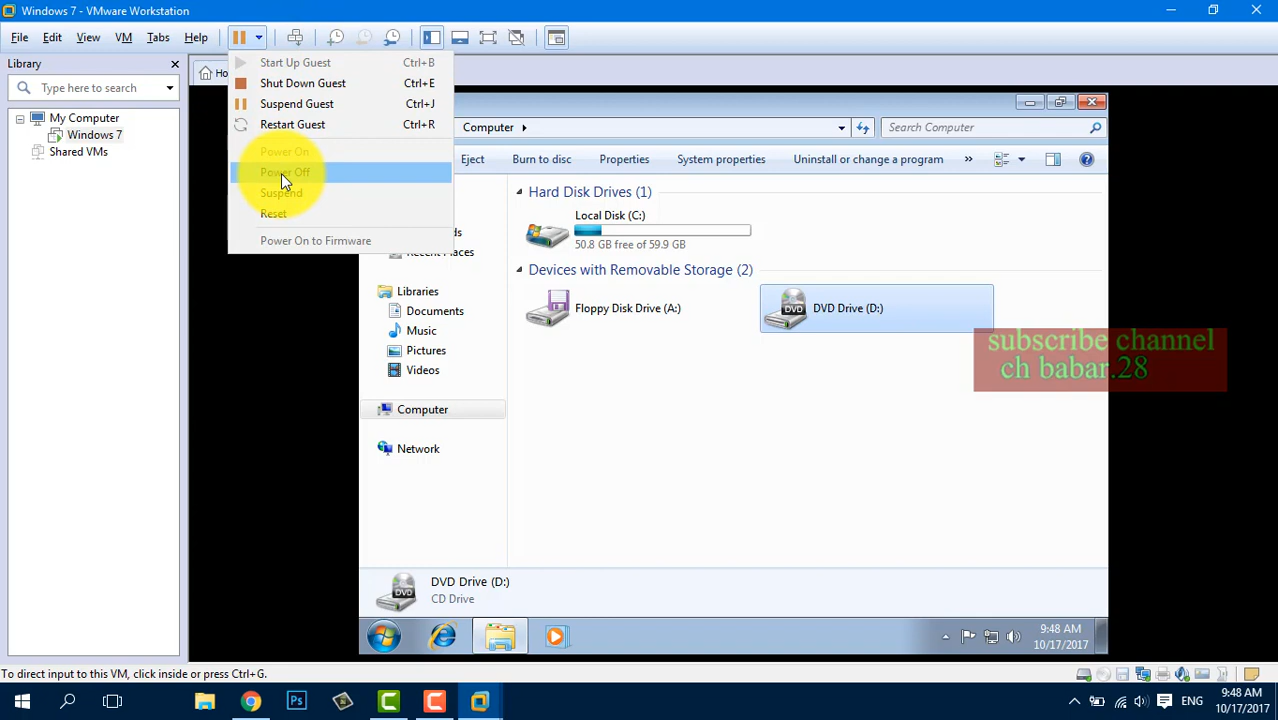 Windows 7 - VMware Workstation
File Edit View VM Tabs Help
Library
Type here to search
My Computer
Windows 7
Shared VMs
Ho
Start Up Guest Ctrl+B
Shut Down Guest Ctrl+E
Suspend Guest Ctrl+J
Restart Guest Ctrl+R
Power On
Power Off
Suspend
Reset
Power On to Firmware
Computer
Search Computer
Eject Burn to disc Properties System properties Uninstall or change a program »
Recent Places
Libraries
Documents
Music
Pictures
Videos
Computer
Network
Hard Disk Drives (1)
Local Disk (C:)
50.8 GB free of 59.9 GB
Devices with Removable Storage (2)
Floppy Disk Drive (A:)
DVD
DVD Drive (D:)
subscribe channel
ch babar.28
DVD
DVD Drive (D:)
CD Drive
9:48 AM
10/17/2017
To direct input to this VM, click inside or press Ctrl+G.
Ps
C
C
ENG
9:48 AM
10/17/2017